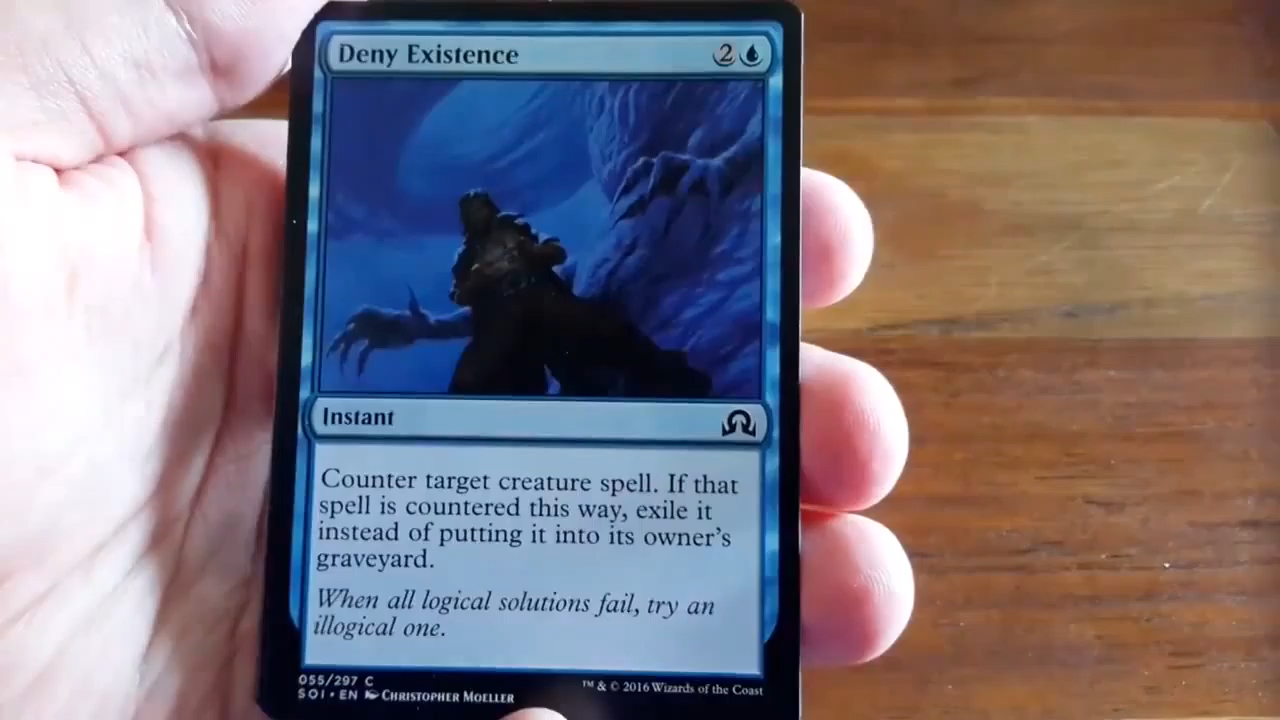 Deny Existence 2
Instant
Counter target creature spell. If that
spell is countered this way, exile it
instead of putting it into its owner's
graveyard.
When all logical solutions fail, try an
illogical one.
055/297 C
SOI • EN Christopher Moeller
™ & © 2016 Wizards of the Coast